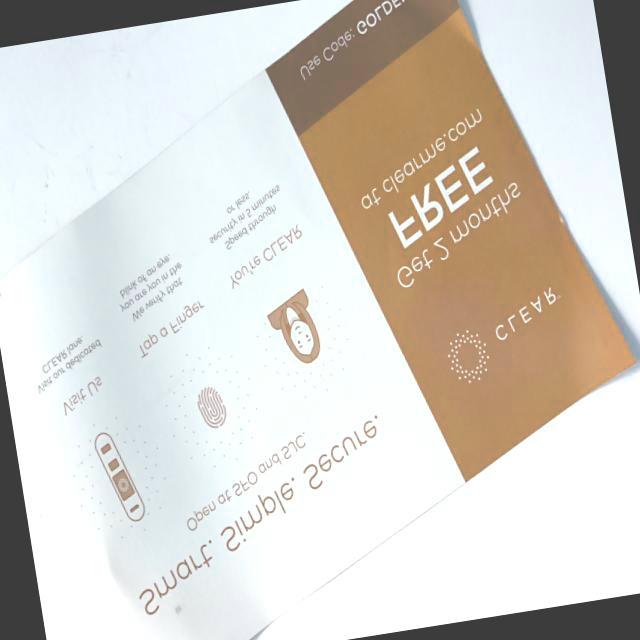 Smart. Simple. Secure.
Open at SFO and SJC.
Visit Us
Visit our dedicated
CLEAR lane.
Tap a Finger
We verify that
you are you in the
blink of an eye.
You're CLEAR
Speed through
security in 5 minutes
or less.
CLEAR
Get 2 months
FREE
at clearme.com
Use Code: